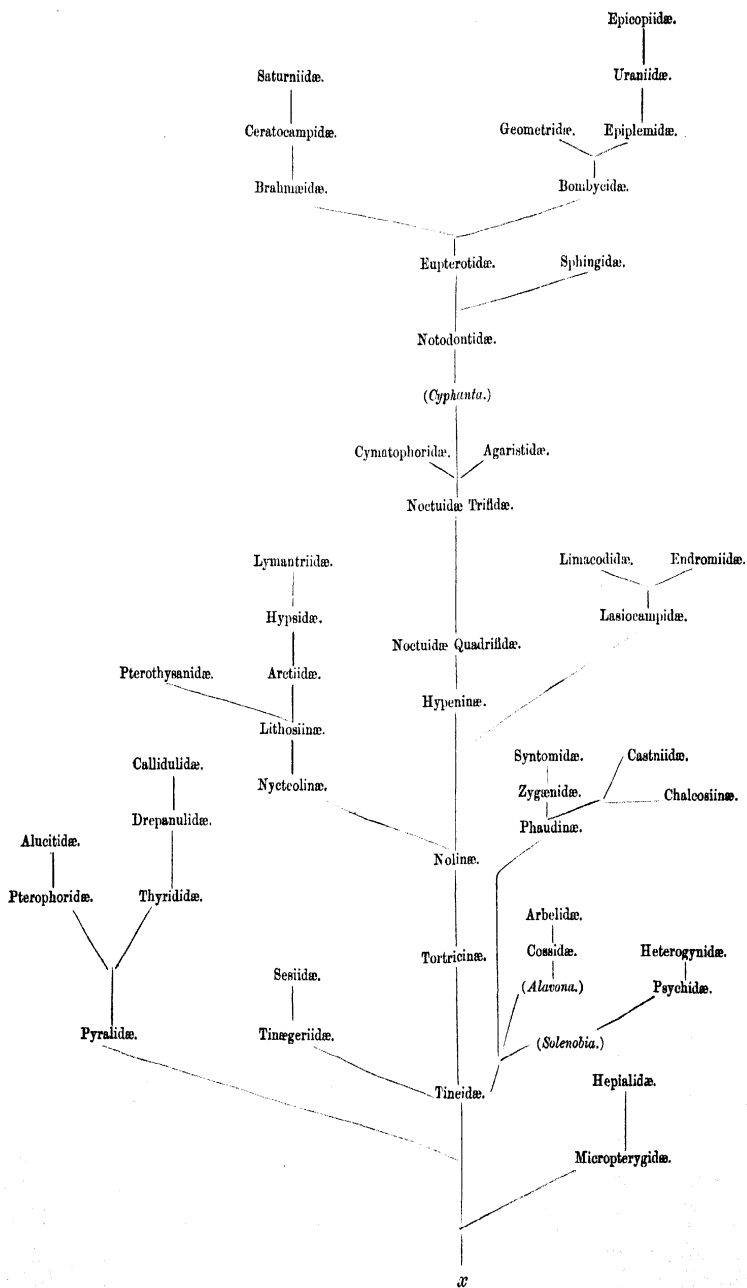 Epicopiidæ.
Saturniidæ. Uraniidæ.
Ceratocampidæ. Geometridæ. Epiplemidæ.
Brahmæidæ. Bombycidæ.
Eupterotidæ. Sphingidæ.
Notodontidæ.
(Cyphanta.)
Cymatophoridæ. Agaristidæ.
Noctuidæ Trifidæ.
Lymantriidæ. Limacodidæ. Endromiidæ.
Hypsidæ. Lasiocampidæ.
Noctuidæ Quadrifidæ.
Pterothysanidæ. Arctiidæ.
Hypeninæ.
Lithosiinæ.
Callidulidæ. Syntomidæ. Castniidæ.
Nycteolinæ. Zygænidæ. Chalcosiinæ.
Drepanulidæ. Phaudinæ.
Alucitidæ.
Nolinæ.
Pterophoridæ. Thyrididæ.
Arbelidæ.
Tortricinæ. Cossidæ. Heterogynidæ.
Sesiidæ. (Alavona.) Psychidæ.
Pyralidæ. Tinægeriidæ. (Solenobia.)
Tineidæ. Hepialidæ.
Micropterygidæ.
x